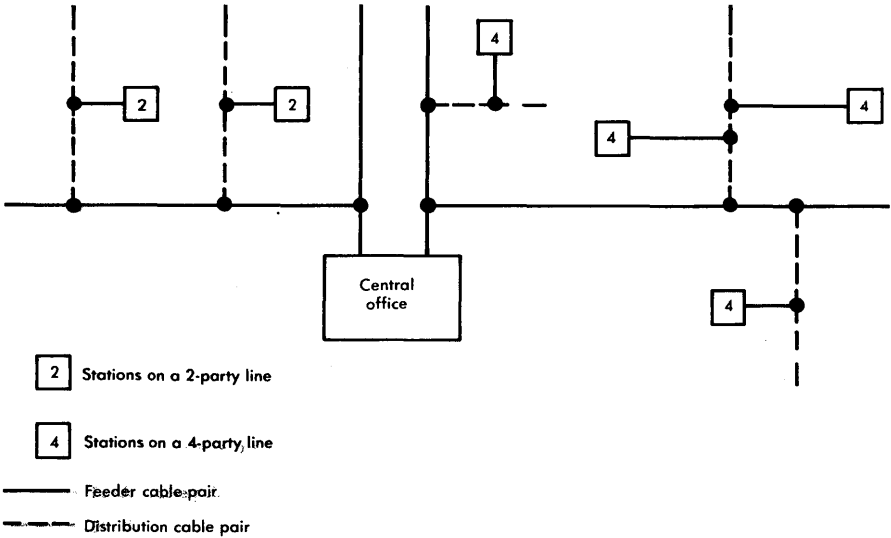 4
2
2
4
4
Central
office
4
2 Stations on a 2-party line
4 Stations on a 4-party line
Feeder cable pair
Distribution cable pair